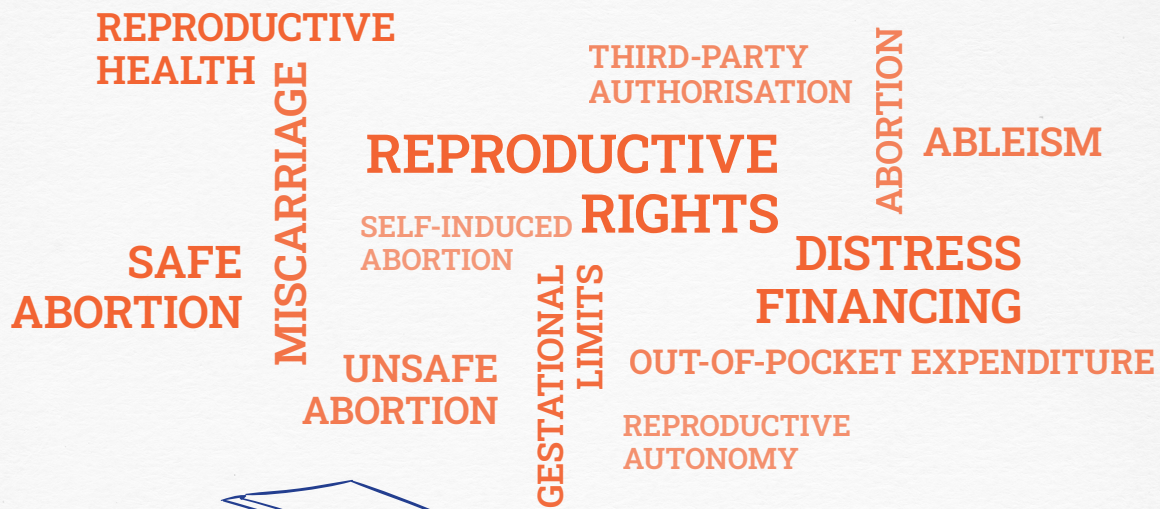 REPRODUCTIVE
HEALTH
MISCARRIAGE
THIRD-PARTY
AUTHORISATION
ABORTION
ABLEISM
REPRODUCTIVE
RIGHTS
SELF-INDUCED
ABORTION
SAFE
ABORTION
DISTRESS
FINANCING
GESTATIONAL
LIMITS
OUT-OF-POCKET EXPENDITURE
UNSAFE
ABORTION
REPRODUCTIVE
AUTONOMY